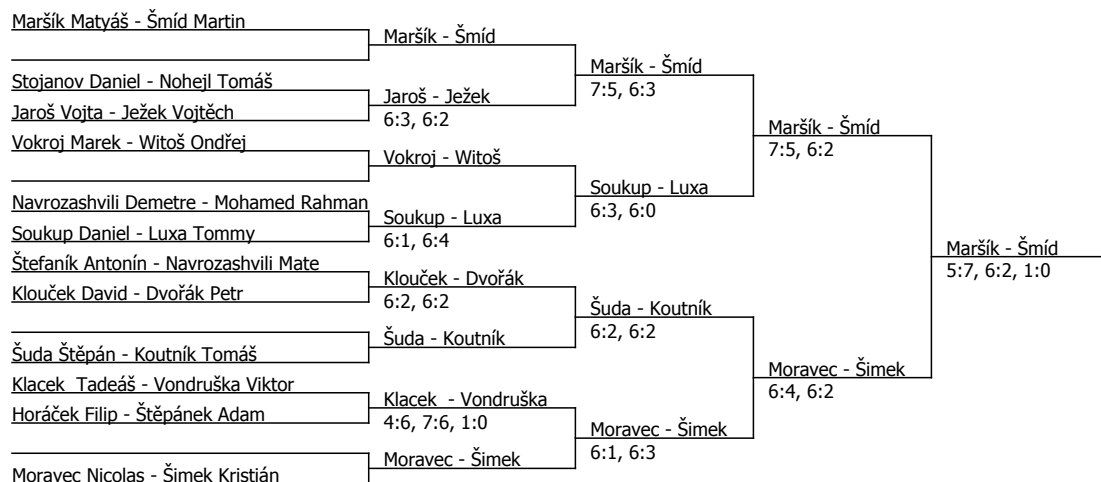 Maršík Matyáš - Šmíd Martin
Stojanov Daniel - Nohejl Tomáš
Jaroš Vojta - Ježek Vojtěch
Vokroj Marek - Witoš Ondřej
Navrozashvili Demetre - Mohamed Rahman
Soukup Daniel - Luxa Tommy
Štefaník Antonín - Navrozashvili Mate
Klouček David - Dvořák Petr
Šuda Štěpán - Koutník Tomáš
Klacek  Tadeáš - Vondruška Viktor
Horáček Filip - Štěpánek Adam
Moravec Nicolas - Šimek Kristián
Maršík - Šmíd
Jaroš - Ježek
6:3, 6:2
Vokroj - Witoš
Soukup - Luxa
6:1, 6:4
Klouček - Dvořák
6:2, 6:2
Šuda - Koutník
Klacek  - Vondruška
4:6, 7:6, 1:0
Moravec - Šimek
Maršík - Šmíd
7:5, 6:3
Soukup - Luxa
6:3, 6:0
Šuda - Koutník
6:2, 6:2
Moravec - Šimek
6:1, 6:3
Maršík - Šmíd
7:5, 6:2
Moravec - Šimek
6:4, 6:2
Maršík - Šmíd
5:7, 6:2, 1:0